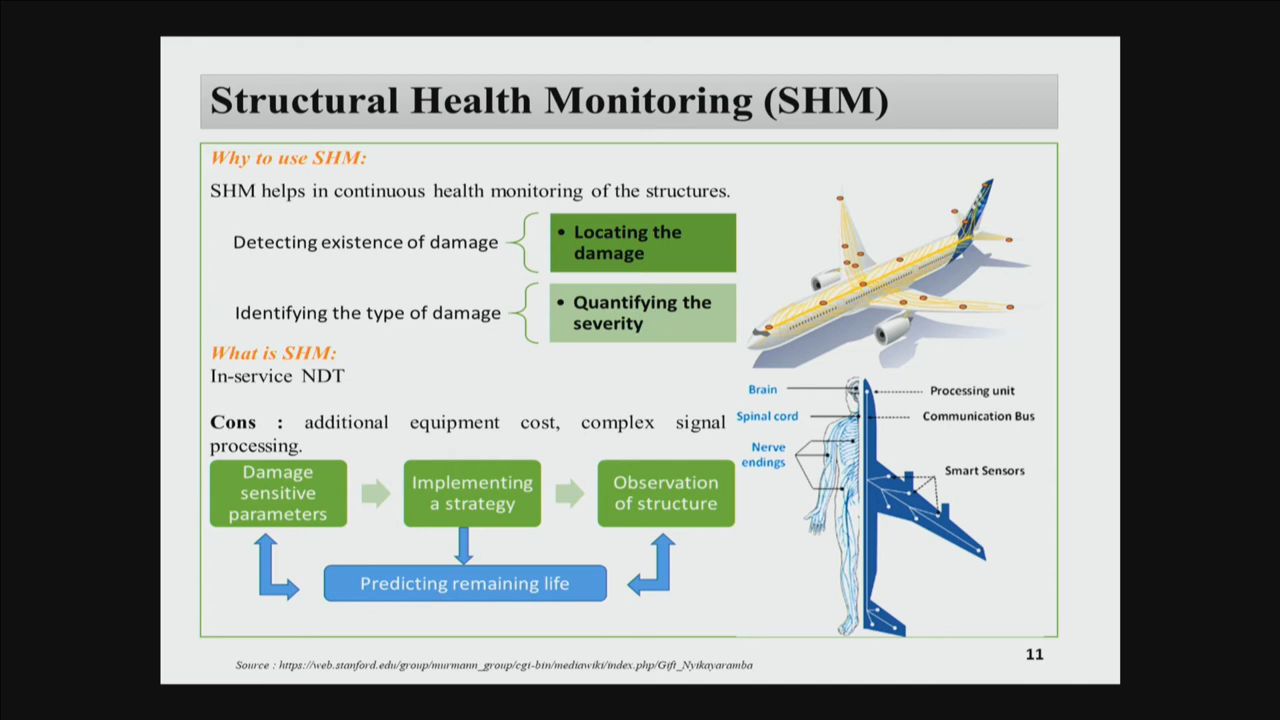 Structural Health Monitoring (SHM)
Why to use SHM:
SHM helps in continuous health monitoring of the structures.
Detecting existence of damage
• Locating the
damage
Identifying the type of damage
• Quantifying the
severity
What is SHM:
In-service NDT
Cons : additional equipment cost, complex signal
processing.
Damage
sensitive
parameters
Implementing
a strategy
Observation
of structure
Predicting remaining life
Brain
Spinal cord
Nerve
endings
Processing unit
Communication Bus
Smart Sensors
Source : https://web.stanford.edu/group/murmann_group/cgi-bin/mediawiki/index.php/Gift_Nyikayaramba
11